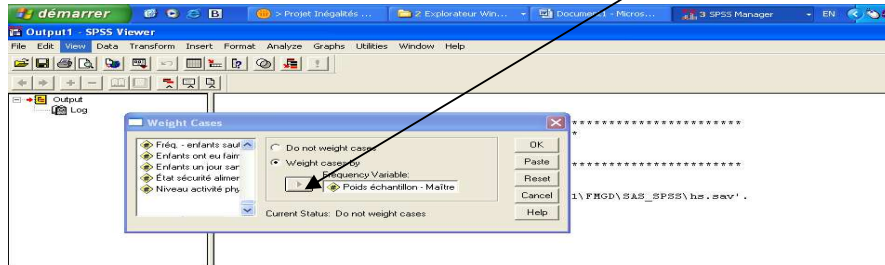 démarrer > Projet Inégalités ... 2 Explorateur Win... Document1 - Micros... 3 SPSS Manager EN
Output1 - SPSS Viewer
File Edit View Data Transform Insert Format Analyze Graphs Utilities Window Help
Output
Log
Weight Cases
Fréq. - enfants saut
Enfants ont eu faim
Enfants un jour san
État sécurité alimer
Niveau activité phy
Do not weight cases
Weight cases by
Frequency Variable:
Poids échantillon - Maître
Current Status: Do not weight cases
OK
Paste
Reset
Cancel
Help
***********************
*
***********************
1\FMGD\SAS_SPSS\hs.sav'.